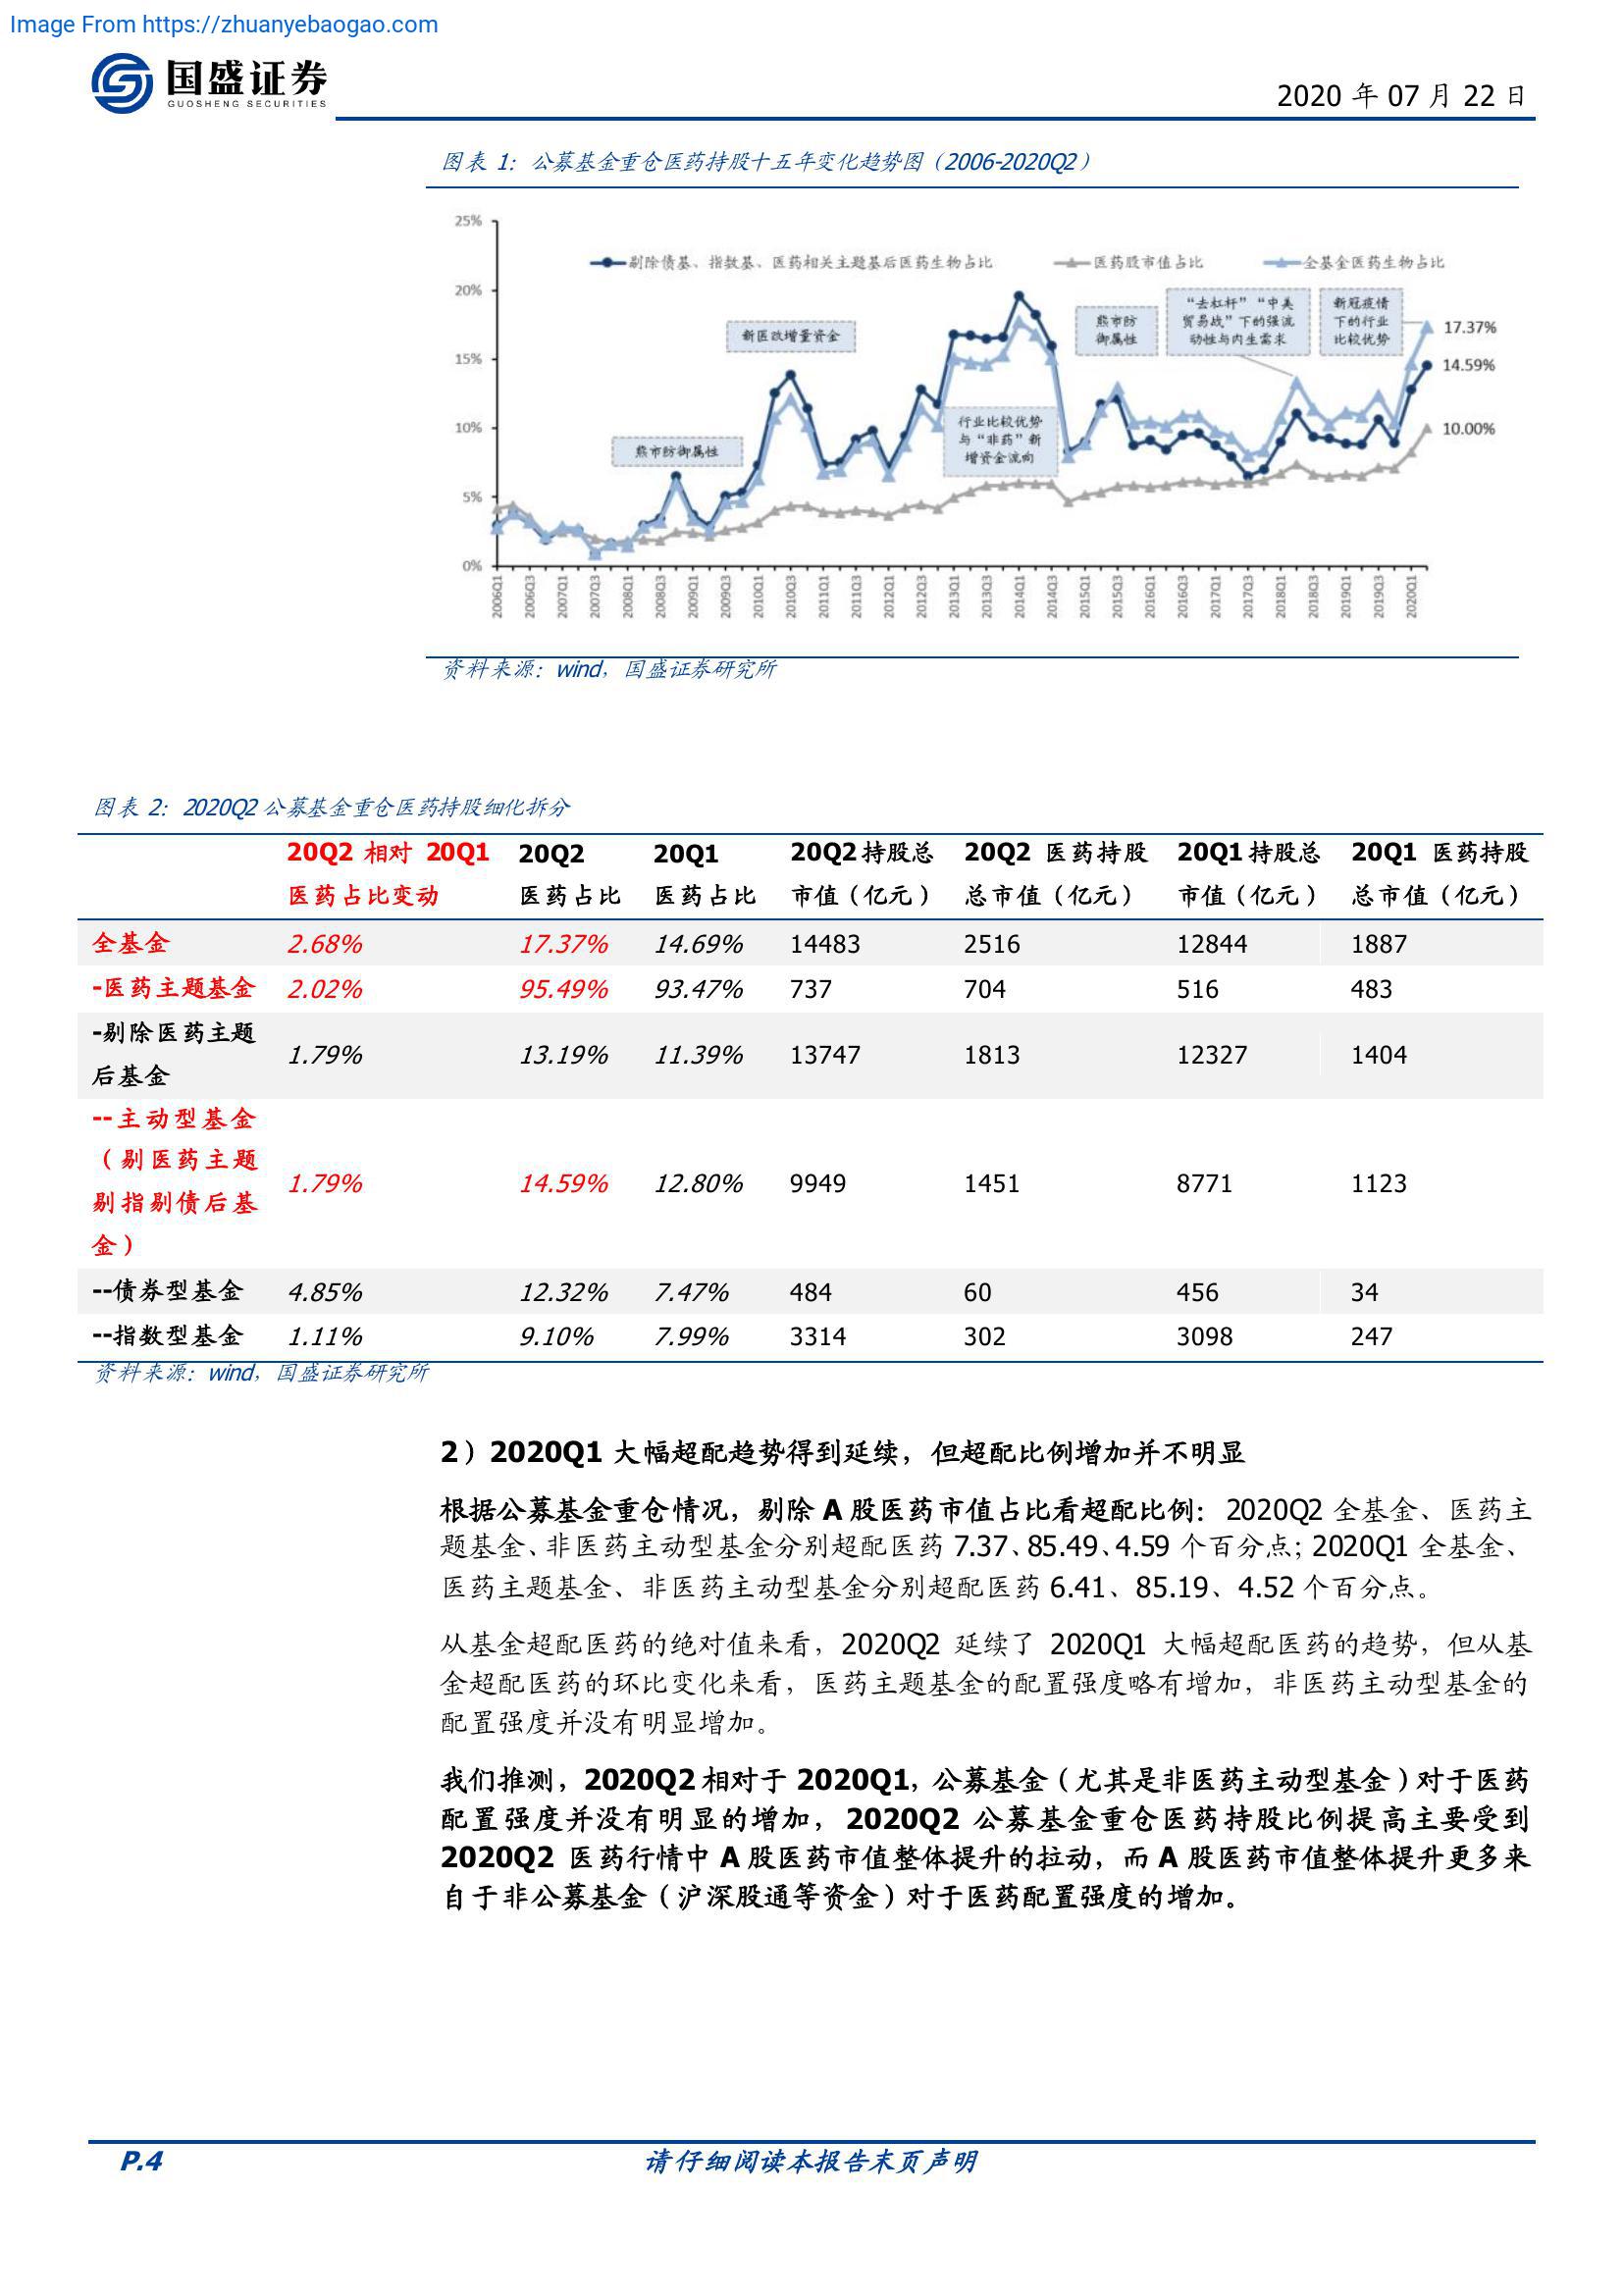 Image From https://zhuanyebaogao.com
国盛证券
GUOSHENG SECURITIES
2020 年 07 月 22 日
图表 1：公募基金重仓医药持股十五年变化趋势图（2006-2020Q2）
25%
20%
15%
10%
5%
0%
剔除债基、指数基、医药相关主题基后医药生物占比
医药股市值占比
全基金医药生物占比
熊市防御属性
新医改增量资金
行业比较优势
与“非药”新
增资金流向
熊市防
御属性
“去杠杆”“中美
贸易战”下的强流
动性与内生需求
新冠疫情
下的行业
比较优势
17.37%
14.59%
10.00%
2006Q1
2006Q3
2007Q1
2007Q3
2008Q1
2008Q3
2009Q1
2009Q3
2010Q1
2010Q3
2011Q1
2011Q3
2012Q1
2012Q3
2013Q1
2013Q3
2014Q1
2014Q3
2015Q1
2015Q3
2016Q1
2016Q3
2017Q1
2017Q3
2018Q1
2018Q3
2019Q1
2019Q3
2020Q1
资料来源：wind，国盛证券研究所
图表 2：2020Q2 公募基金重仓医药持股细化拆分
20Q2 相对 20Q1 20Q2 20Q1 20Q2 持股总 20Q2 医药持股 20Q1 持股总 20Q1 医药持股
医药占比变动 医药占比 医药占比 市值（亿元） 总市值（亿元） 市值（亿元） 总市值（亿元）
全基金 2.68% 17.37% 14.69% 14483 2516 12844 1887
-医药主题基金 2.02% 95.49% 93.47% 737 704 516 483
-剔除医药主题
后基金 1.79% 13.19% 11.39% 13747 1813 12327 1404
--主动型基金
（剔医药主题
剔指剔债后基
金） 1.79% 14.59% 12.80% 9949 1451 8771 1123
--债券型基金 4.85% 12.32% 7.47% 484 60 456 34
--指数型基金 1.11% 9.10% 7.99% 3314 302 3098 247
资料来源：wind，国盛证券研究所
2）2020Q1 大幅超配趋势得到延续，但超配比例增加并不明显
根据公募基金重仓情况，剔除 A 股医药市值占比看超配比例：2020Q2 全基金、医药主
题基金、非医药主动型基金分别超配医药 7.37、85.49、4.59 个百分点；2020Q1 全基金、
医药主题基金、非医药主动型基金分别超配医药 6.41、85.19、4.52 个百分点。
从基金超配医药的绝对值来看，2020Q2 延续了 2020Q1 大幅超配医药的趋势，但从基
金超配医药的环比变化来看，医药主题基金的配置强度略有增加，非医药主动型基金的
配置强度并没有明显增加。
我们推测，2020Q2 相对于 2020Q1，公募基金（尤其是非医药主动型基金）对于医药
配置强度并没有明显的增加，2020Q2 公募基金重仓医药持股比例提高主要受到
2020Q2 医药行情中 A 股医药市值整体提升的拉动，而 A 股医药市值整体提升更多来
自于非公募基金（沪深股通等资金）对于医药配置强度的增加。
P.4
请仔细阅读本报告末页声明